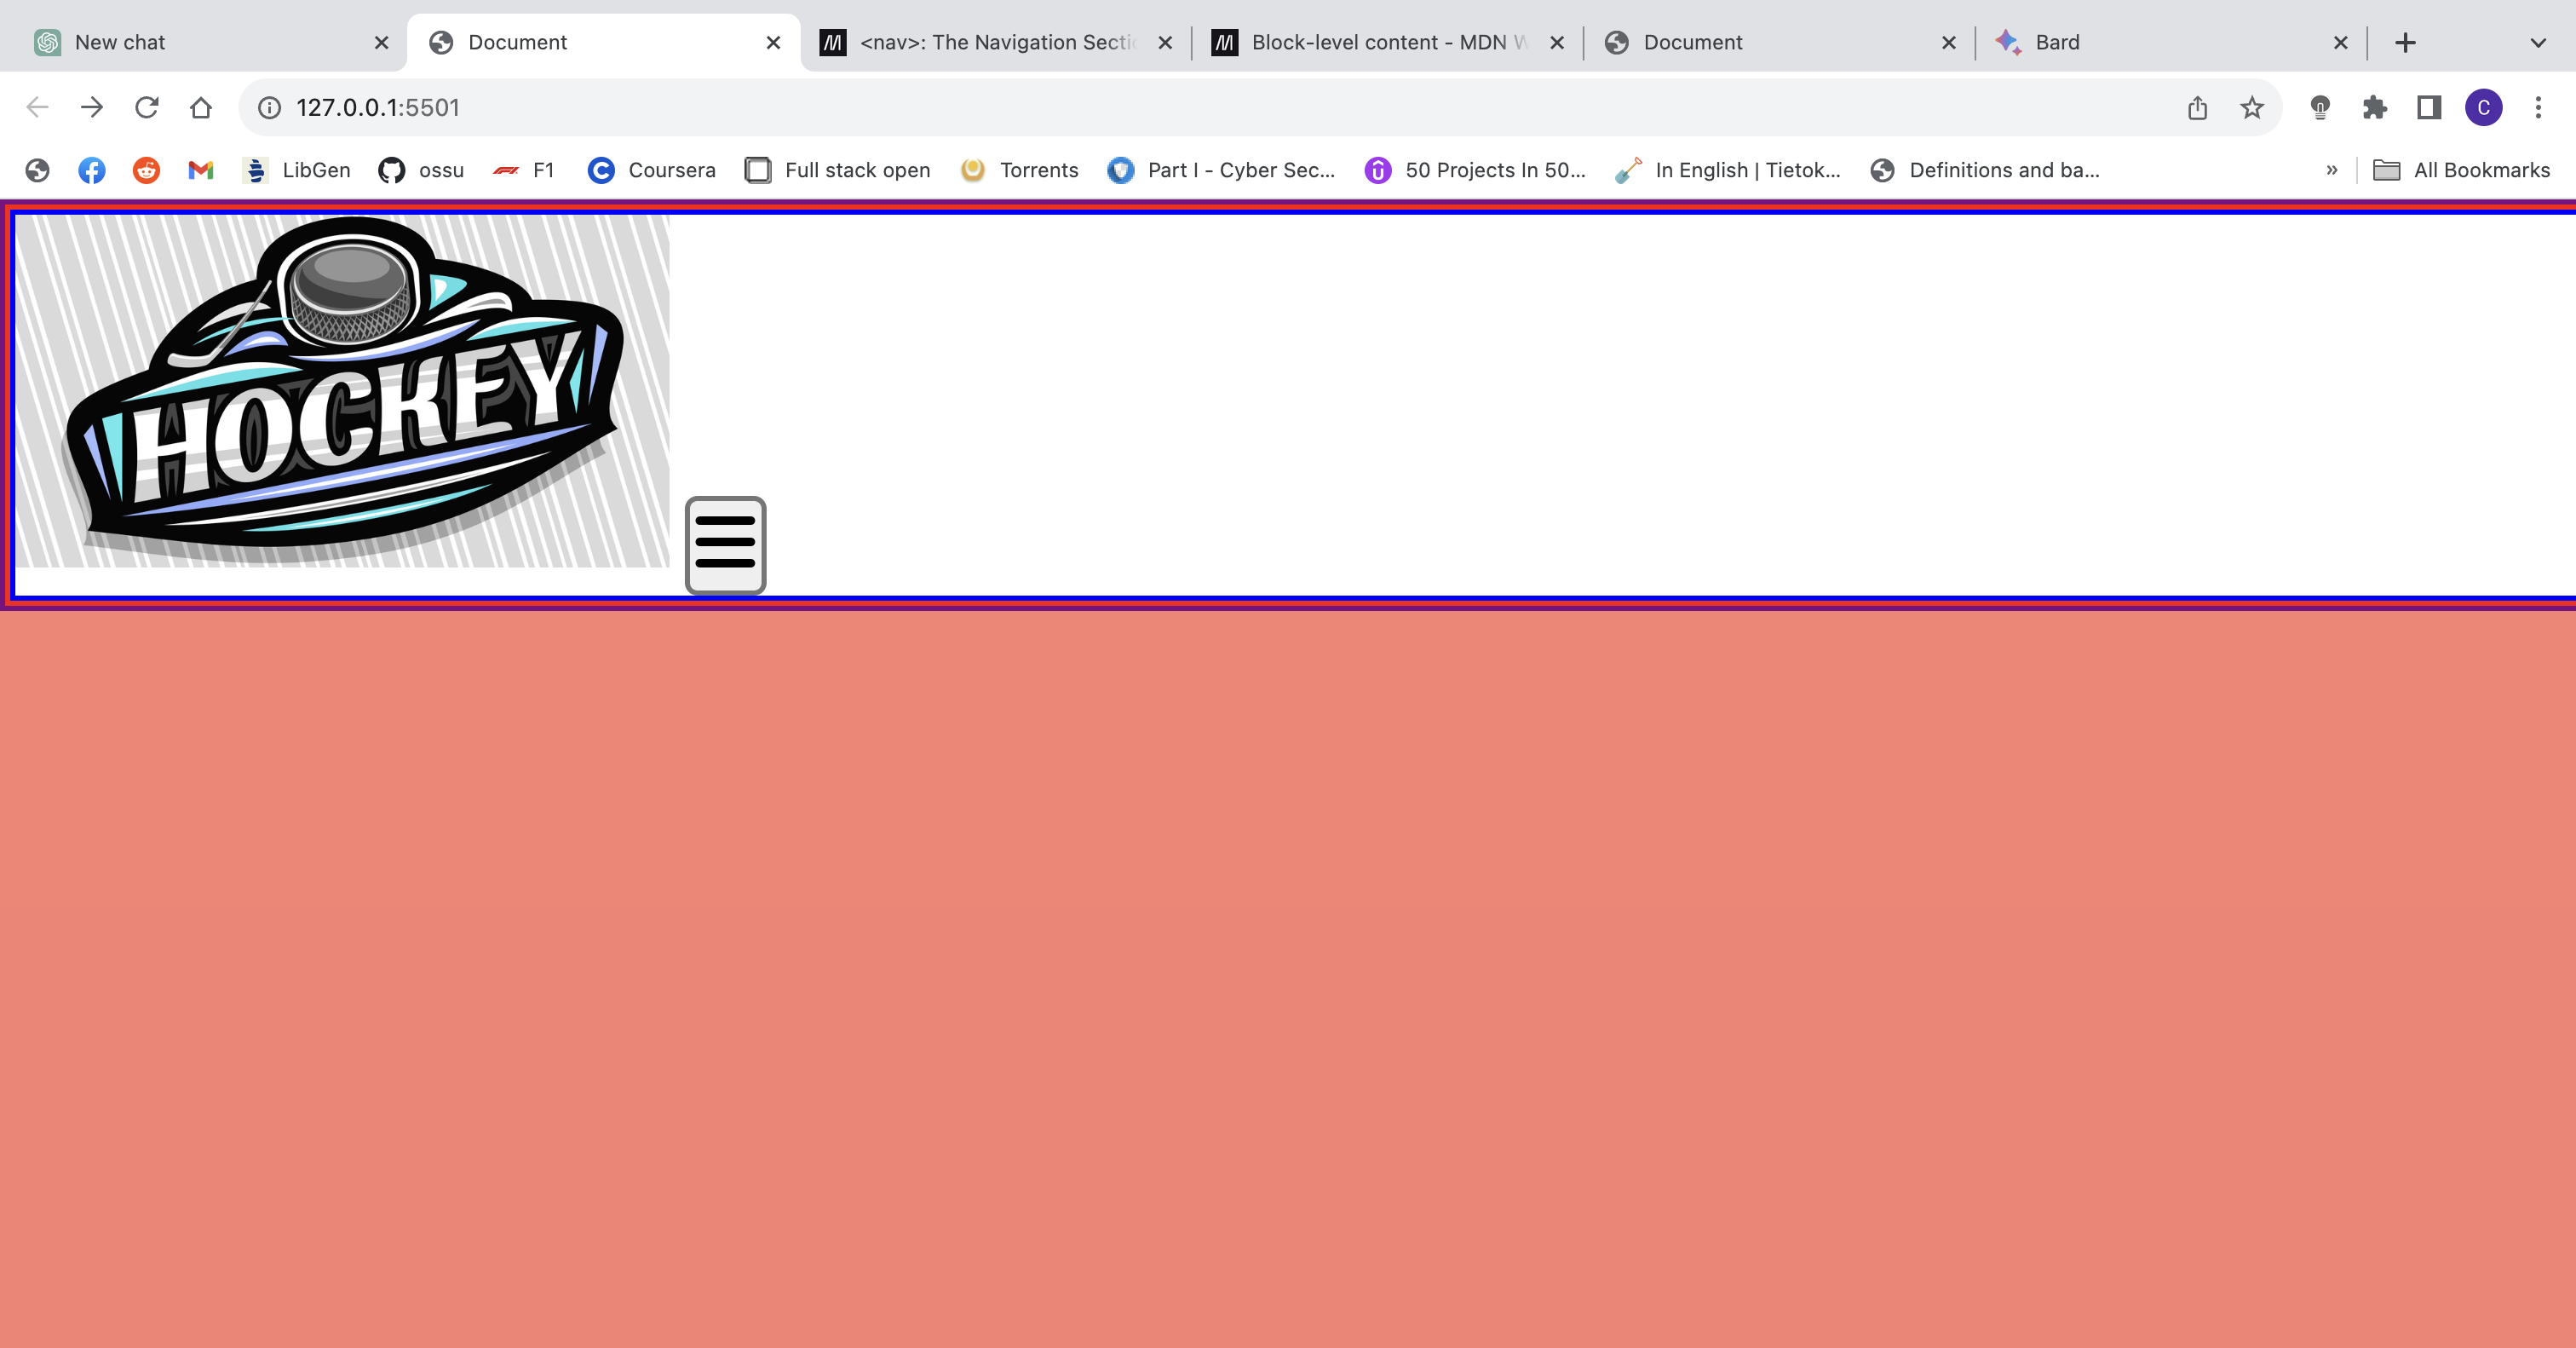 New chat
Document
<nav>: The Navigation Secti
Block-level content - MDN W
Document
Bard
127.0.0.1:5501
C
LibGen
ossu
F1
Coursera
Full stack open
Torrents
Part I - Cyber Sec...
50 Projects In 50...
In English | Tietok...
Definitions and ba...
»
All Bookmarks
HOCKEY